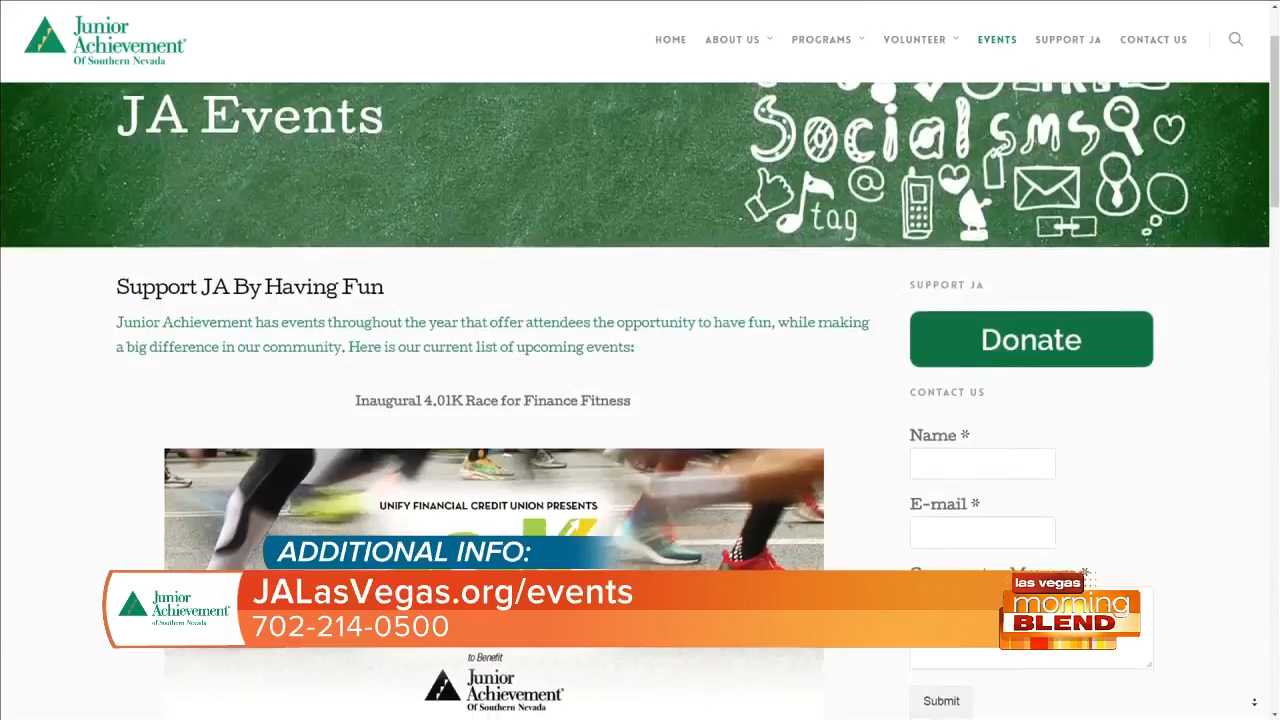 Junior
Achievement®
Of Southern Nevada
HOME ABOUT US PROGRAMS VOLUNTEER EVENTS SUPPORT JA CONTACT US
JA Events
Social SMS
@
tag
Support JA By Having Fun
Junior Achievement has events throughout the year that offer attendees the opportunity to have fun, while making
a big difference in our community. Here is our current list of upcoming events:
Inaugural 4.01K Race for Finance Fitness
UNIFY FINANCIAL CREDIT UNION PRESENTS
SUPPORT JA
Donate
CONTACT US
Name *
E-mail *
ADDITIONAL INFO:
Junior
Achievement®
Of Southern Nevada
JALasVegas.org/events
702-214-0500
las vegas
morning
BLEND
to Benefit
Junior
Achievement®
Of Southern Nevada
Submit